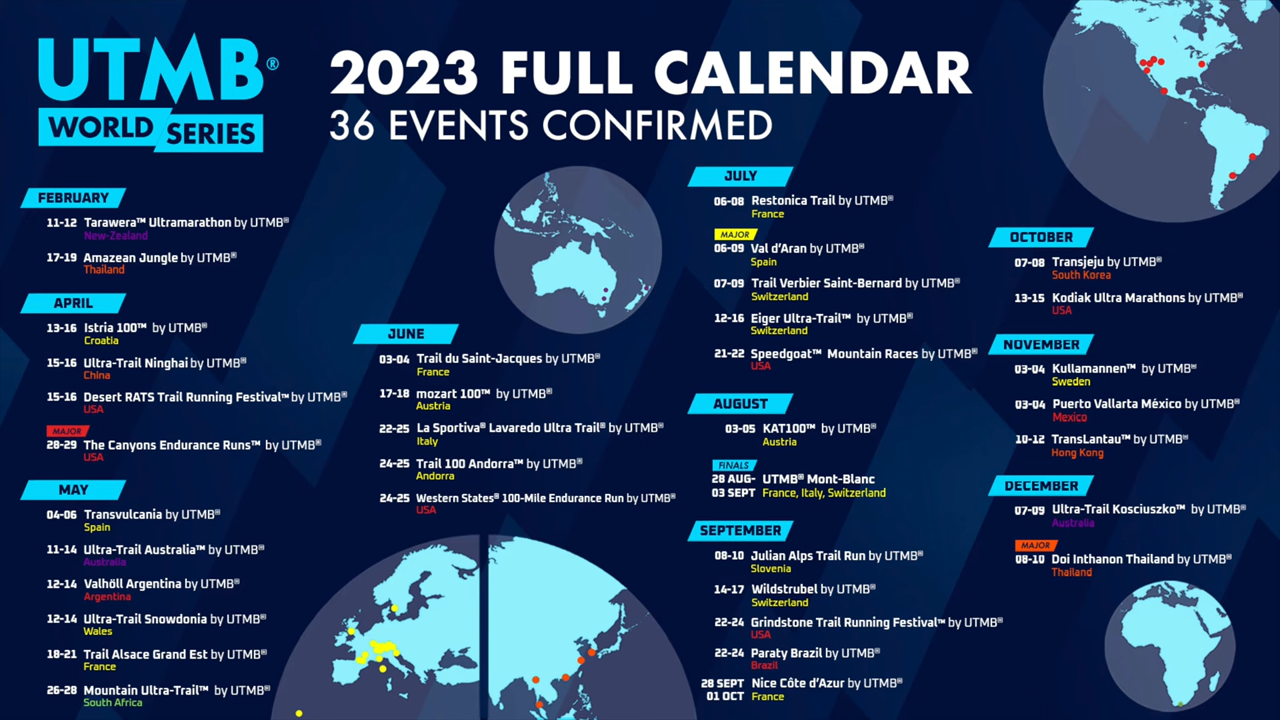 UTMB®
WORLD SERIES
2023 FULL CALENDAR
36 EVENTS CONFIRMED
FEBRUARY
11-12 Tarawera™ Ultramarathon by UTMB®
New-Zealand
17-19 Amazean Jungle by UTMB®
Thailand
APRIL
13-16 Istria 100™ by UTMB®
Croatia
15-16 Ultra-Trail Ninghai by UTMB®
China
15-16 Desert RATS Trail Running Festival™ by UTMB®
USA
MAJOR
28-29 The Canyons Endurance Runs™ by UTMB®
USA
MAY
04-06 Transvulcania by UTMB®
Spain
11-14 Ultra-Trail Australia™ by UTMB®
Australia
12-14 Valhöll Argentina by UTMB®
Argentina
12-14 Ultra-Trail Snowdonia by UTMB®
Wales
18-21 Trail Alsace Grand Est by UTMB®
France
26-28 Mountain Ultra-Trail™ by UTMB®
South Africa
JUNE
03-04 Trail du Saint-Jacques by UTMB®
France
17-18 mozart 100™ by UTMB®
Austria
22-25 La Sportiva® Lavaredo Ultra Trail® by UTMB®
Italy
24-25 Trail 100 Andorra™ by UTMB®
Andorra
24-25 Western States® 100-Mile Endurance Run by UTMB®
USA
JULY
06-08 Restonica Trail by UTMB®
France
MAJOR
06-09 Val d'Aran by UTMB®
Spain
07-09 Trail Verbier Saint-Bernard by UTMB®
Switzerland
12-16 Eiger Ultra-Trail™ by UTMB®
Switzerland
21-22 Speedgoat™ Mountain Races by UTMB®
USA
AUGUST
03-05 KAT100™ by UTMB®
Austria
FINALS
28 AUG- UTMB® Mont-Blanc
03 SEPT France, Italy, Switzerland
SEPTEMBER
08-10 Julian Alps Trail Run by UTMB®
Slovenia
14-17 Wildstrubel by UTMB®
Switzerland
22-24 Grindstone Trail Running Festival™ by UTMB®
USA
22-24 Paraty Brazil by UTMB®
Brazil
28 SEPT Nice Côte d'Azur by UTMB®
01 OCT France
OCTOBER
07-08 Transjeju by UTMB®
South Korea
13-15 Kodiak Ultra Marathons by UTMB®
USA
NOVEMBER
03-04 Kullamannen™ by UTMB®
Sweden
03-04 Puerto Vallarta México by UTMB®
Mexico
10-12 TransLantau™ by UTMB®
Hong Kong
DECEMBER
07-09 Ultra-Trail Kosciuszko™ by UTMB®
Australia
MAJOR
08-10 Doi Inthanon Thailand by UTMB®
Thailand